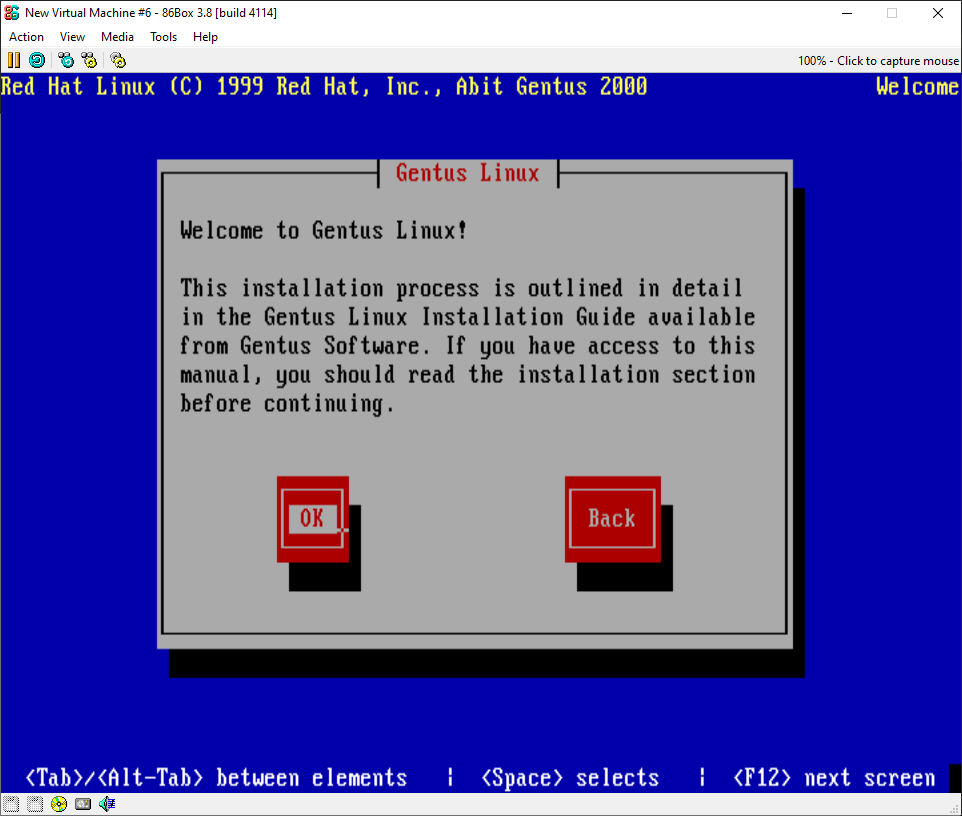 New Virtual Machine #6 - 86Box 3.8 [build 4114]
Action View Media Tools Help
100% - Click to capture mouse
Red Hat Linux (C) 1999 Red Hat, Inc., Abit Gentus 2000 Welcome
Gentus Linux
Welcome to Gentus Linux!
This installation process is outlined in detail
in the Gentus Linux Installation Guide available
from Gentus Software. If you have access to this
manual, you should read the installation section
before continuing.
OK Back
<Tab>/<Alt-Tab> between elements | <Space> selects | <F12> next screen